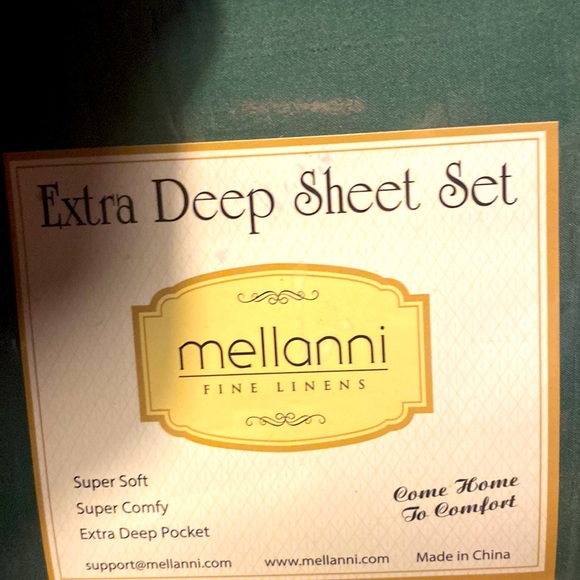 Extra Deep Sheet Set
mellanni
FINE LINENS
Super Soft
Super Comfy
Extra Deep Pocket
Come Home
To Comfort
support@mellanni.com www.mellanni.com Made in China